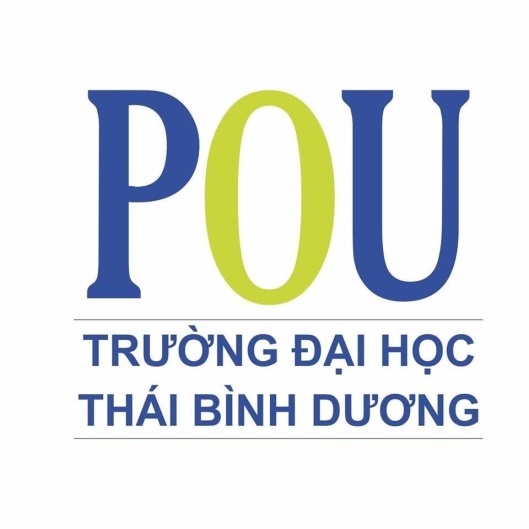 POU
TRƯỜNG ĐẠI HỌC
THÁI BÌNH DƯƠNG